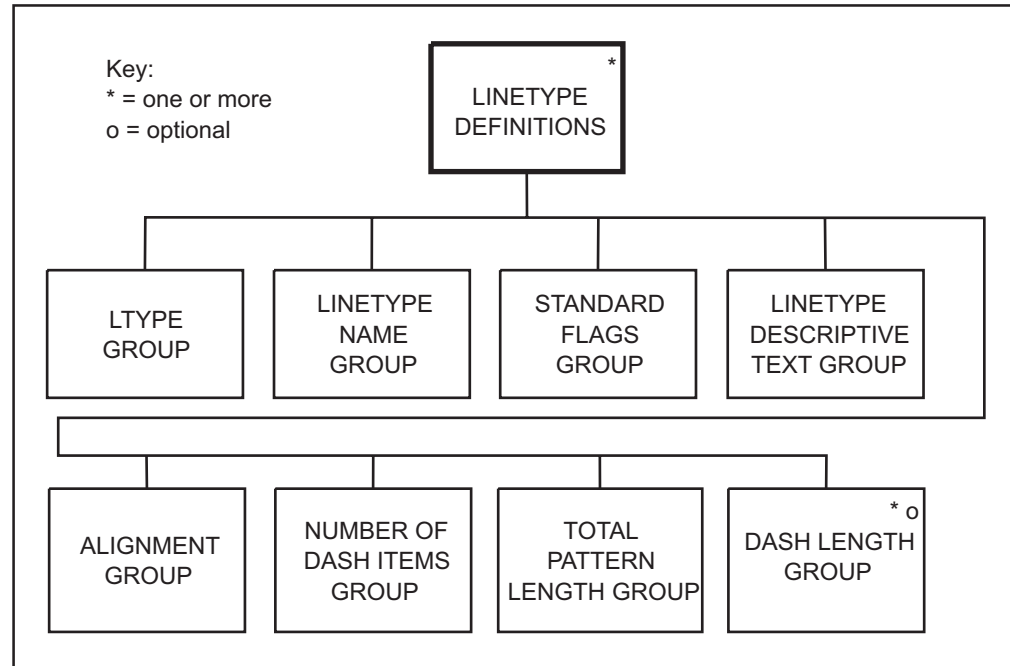 Key:
* = one or more
o = optional
*
LINETYPE
DEFINITIONS
LTYPE
GROUP
LINETYPE
NAME
GROUP
STANDARD
FLAGS
GROUP
LINETYPE
DESCRIPTIVE
TEXT GROUP
ALIGNMENT
GROUP
NUMBER OF
DASH ITEMS
GROUP
TOTAL
PATTERN
LENGTH GROUP
* o
DASH LENGTH
GROUP